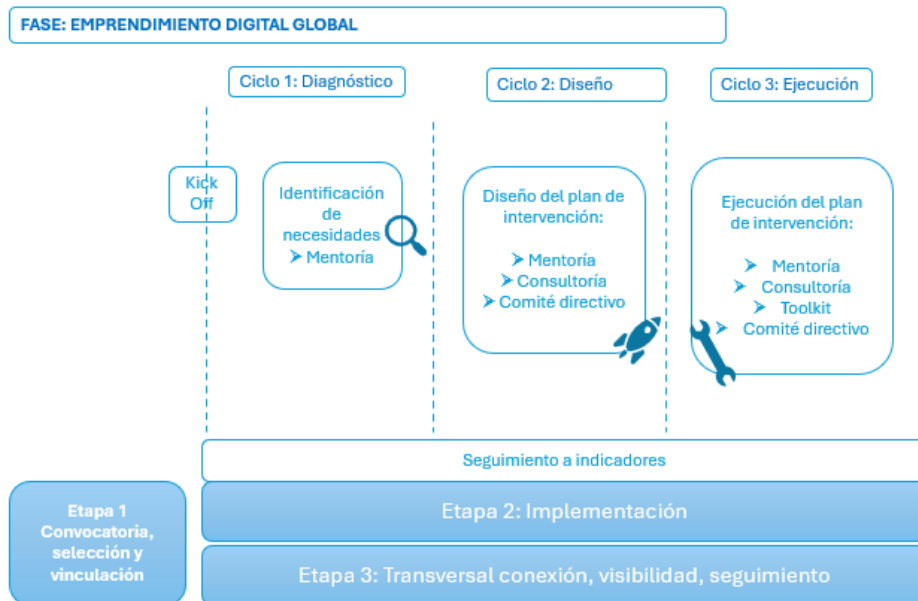 FASE: EMPRENDIMIENTO DIGITAL GLOBAL
Ciclo 1: Diagnóstico
Ciclo 2: Diseño
Ciclo 3: Ejecución
Kick
Off
Identificación
de
necesidades
➢ Mentoría
Diseño del plan de
intervención:
➢ Mentoría
➢ Consultoría
➢ Comité directivo
Ejecución del plan
de intervención:
➢ Mentoría
➢ Consultoría
➢ Toolkit
➢ Comité directivo
Seguimiento a indicadores
Etapa 1
Convocatoria,
selección y
vinculación
Etapa 2: Implementación
Etapa 3: Transversal conexión, visibilidad, seguimiento